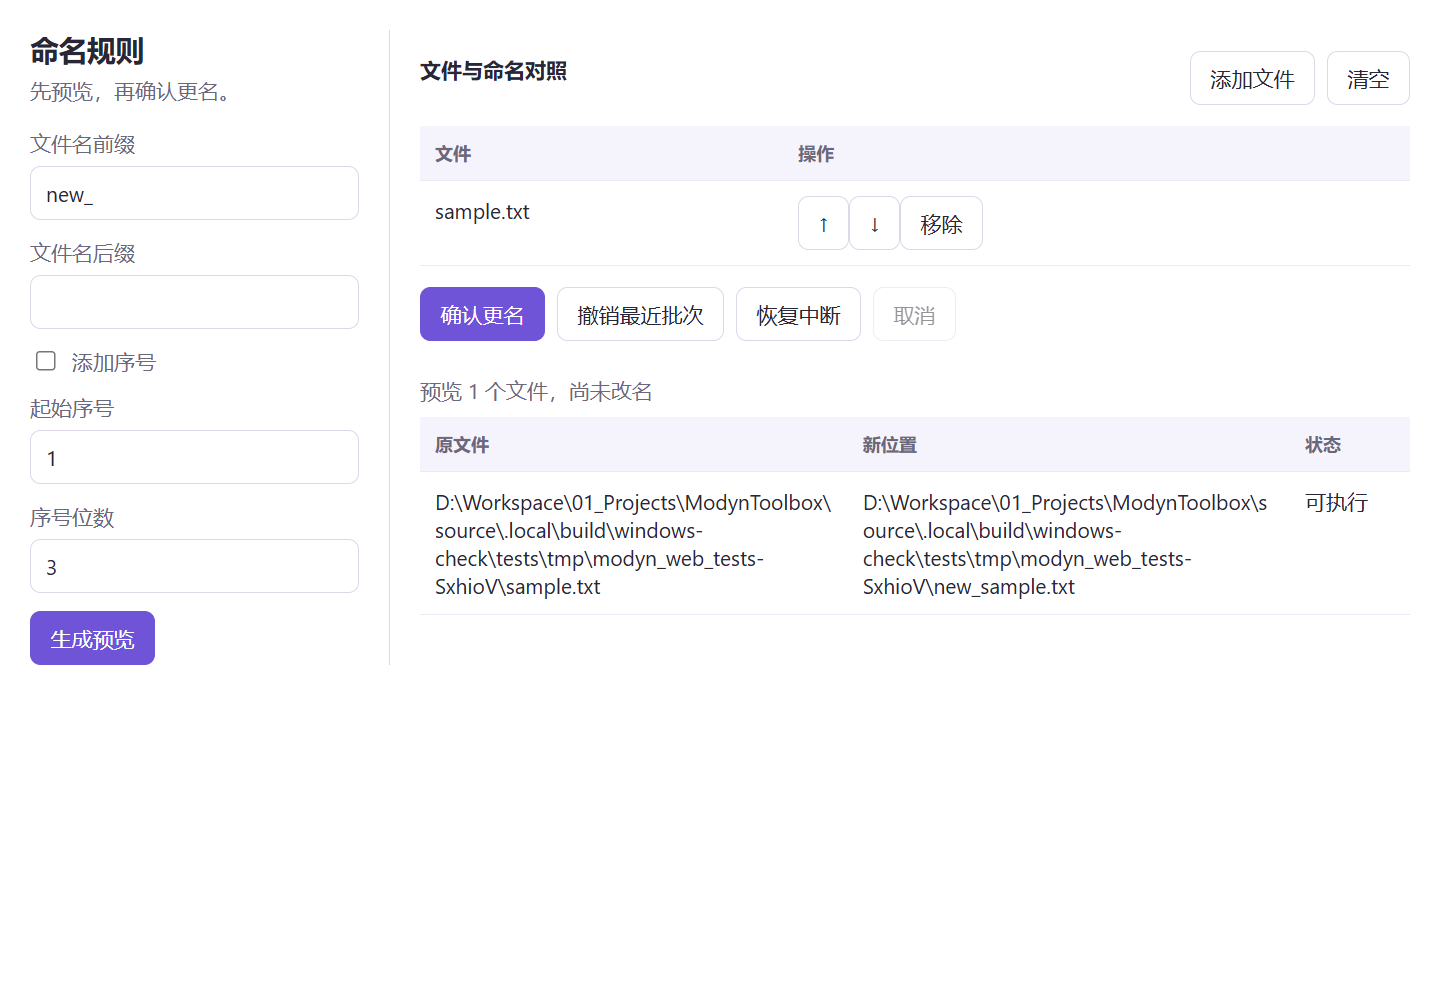 命名规则
先预览，再确认更名。
文件名前缀
new_
文件名后缀
添加序号
起始序号
1
序号位数
3
生成预览
文件与命名对照
添加文件
清空
文件
操作
sample.txt
↑
↓
移除
确认更名
撤销最近批次
恢复中断
取消
预览 1 个文件，尚未改名
原文件
新位置
状态
D:\Workspace\01_Projects\ModynToolbox\
source\.local\build\windows-
check\tests\tmp\modyn_web_tests-
SxhioV\sample.txt
D:\Workspace\01_Projects\ModynToolbox\s
ource\.local\build\windows-
check\tests\tmp\modyn_web_tests-
SxhioV\new_sample.txt
可执行